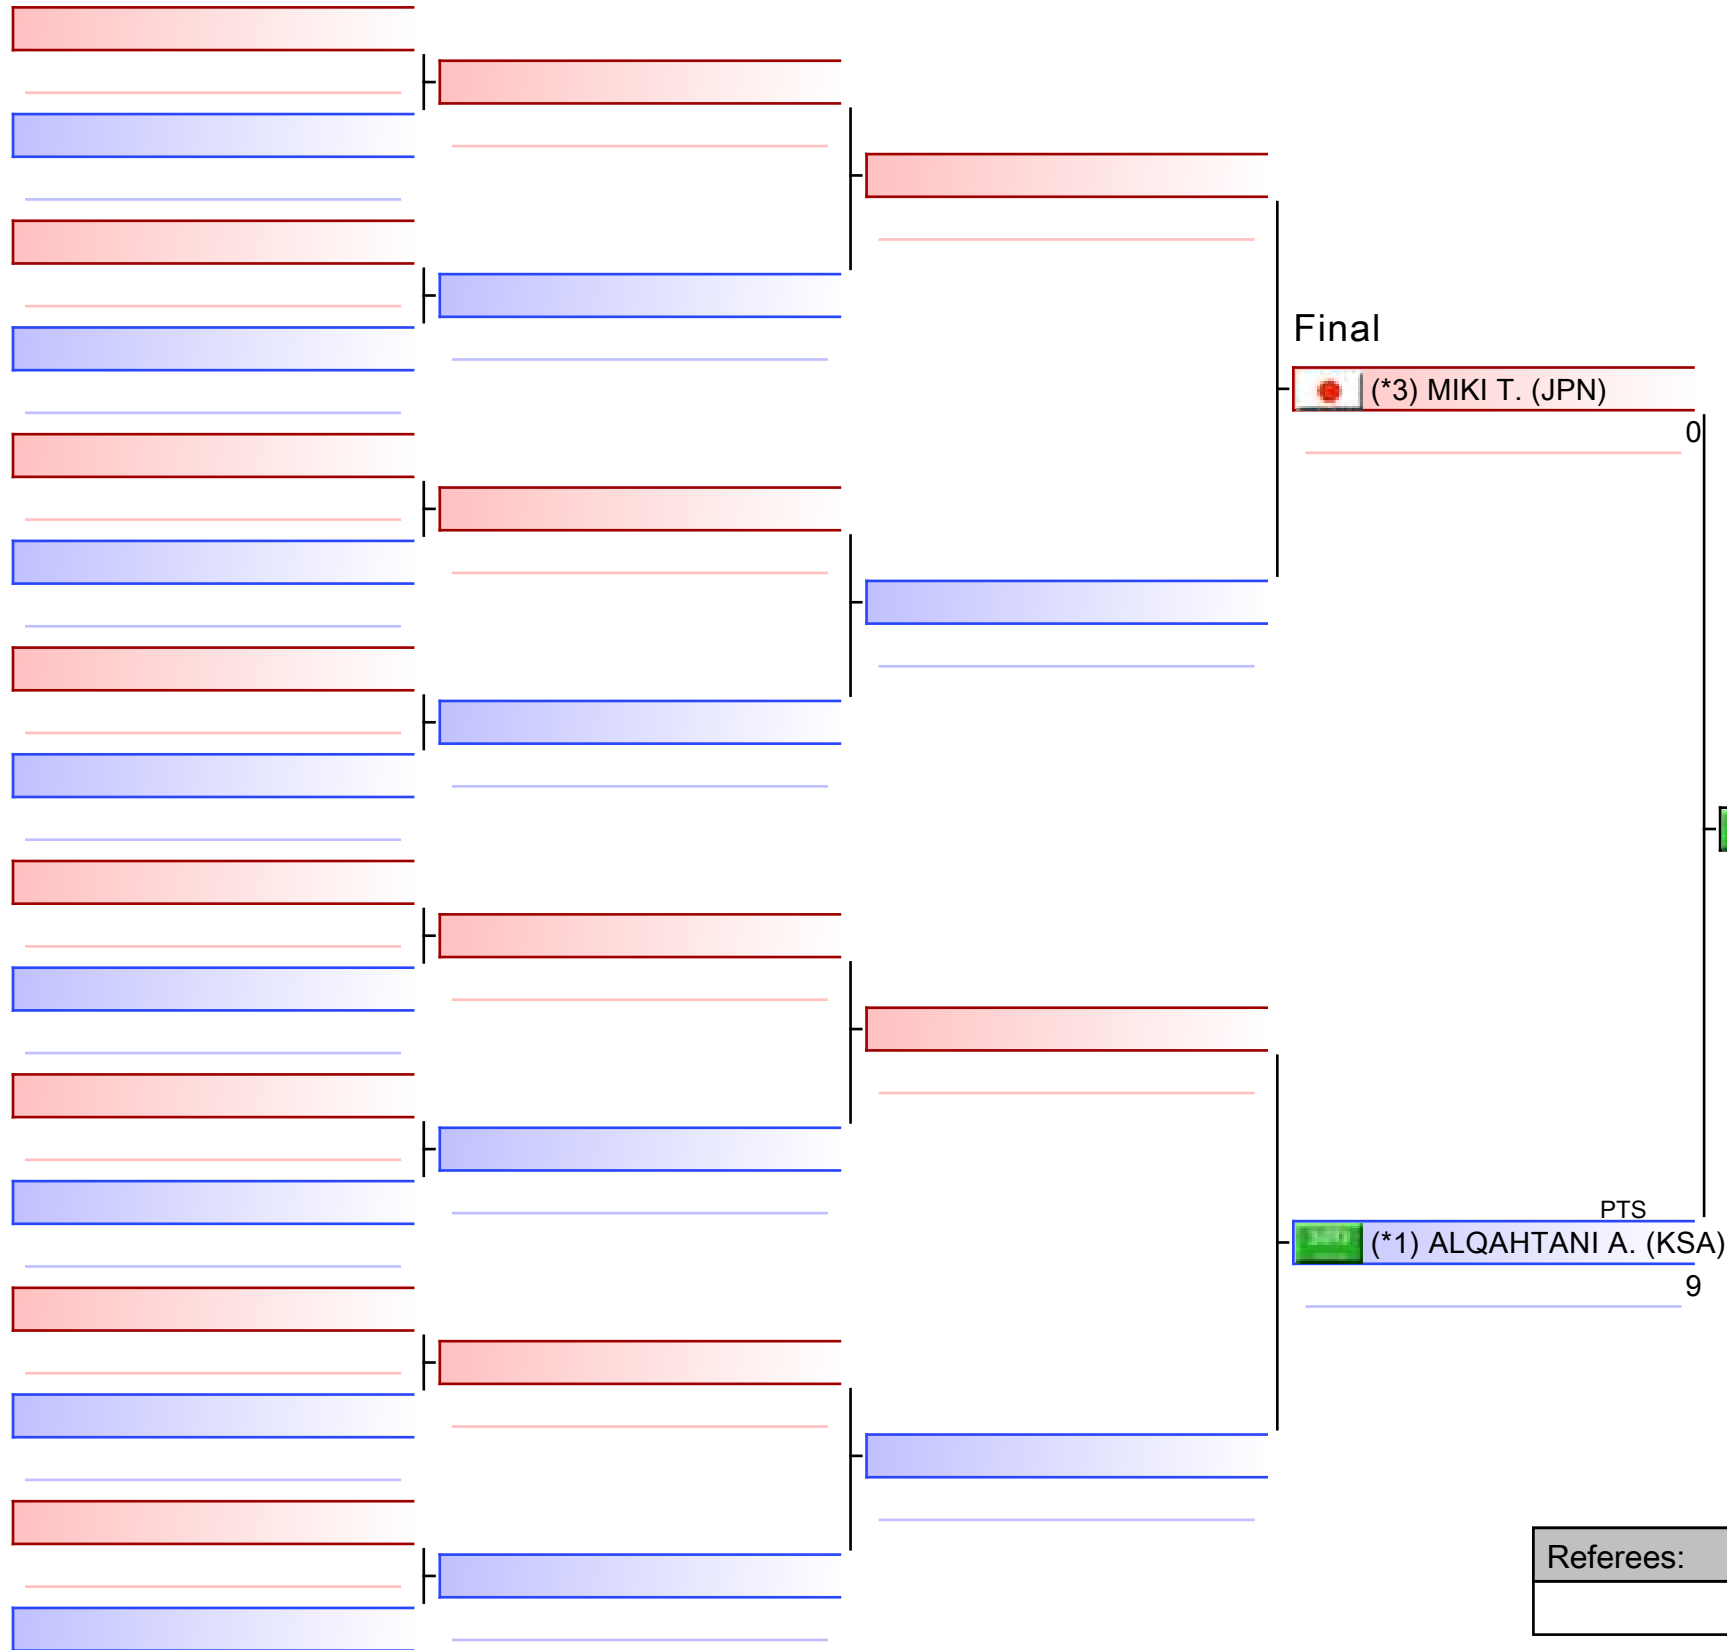 Final
(*3) MIKI T. (JPN)
0
PTS
(*1) ALQAHTANI A. (KSA)
9
Referees: